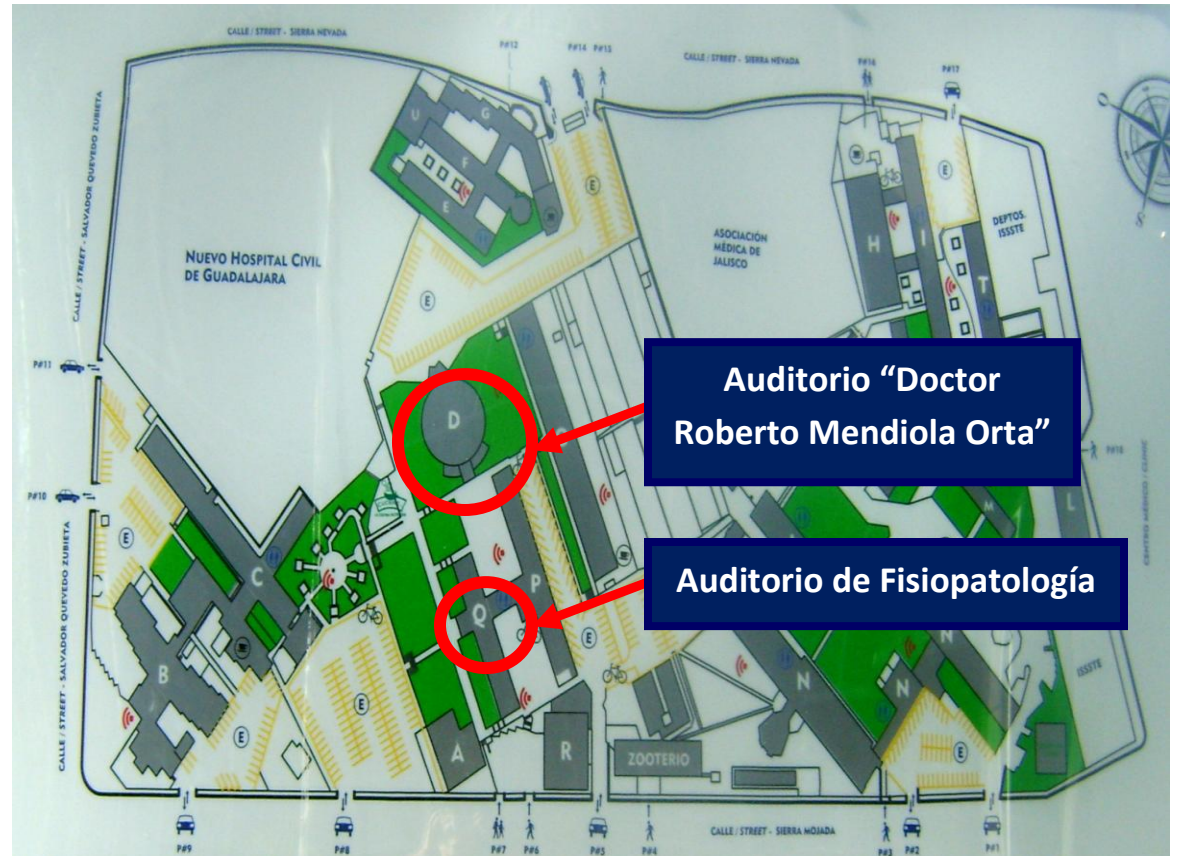 CALLE / STREET - SIERRA NEVADA
P#12
P#14
P#15
CALLE / STREET - SIERRA NEVADA
P#16
P#17
CALLE / STREET - SALVADOR QUEVEDO ZUBIETA
U
G
F
E
E
E
H
I
T
DEPTOS.
ISSSTE
NUEVO HOSPITAL CIVIL
DE GUADALAJARA
ASOCIACIÓN
MÉDICA DE
JALISCO
E
P#11
Auditorio “Doctor
Roberto Mendiola Orta”
D
P#10
E
C
M
L
CENTRO MÉDICO / CLINIC
Auditorio de Fisiopatología
Q
P
E
B
N
N
N
ISSSTE
CALLE / STREET - SALVADOR QUEVEDO ZUBIETA
E
E
A
R
ZOOTERIO
E
CALLE / STREET - SIERRA MOJADA
P#9
P#8
P#7
P#6
P#5
P#4
P#3
P#2
P#1